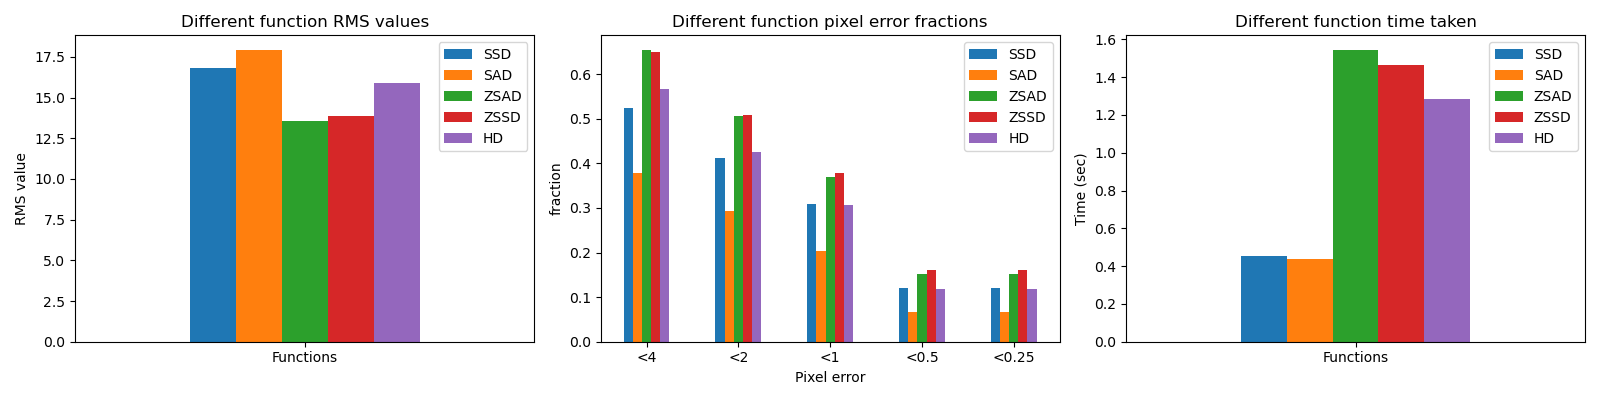 Different function RMS values
RMS value
17.5
15.0
12.5
10.0
7.5
5.0
2.5
0.0
Functions
SSD
SAD
ZSAD
ZSSD
HD
Different function pixel error fractions
fraction
0.6
0.5
0.4
0.3
0.2
0.1
0.0
<4
<2
<1
<0.5
<0.25
Pixel error
SSD
SAD
ZSAD
ZSSD
HD
Different function time taken
Time (sec)
1.6
1.4
1.2
1.0
0.8
0.6
0.4
0.2
0.0
Functions
SSD
SAD
ZSAD
ZSSD
HD